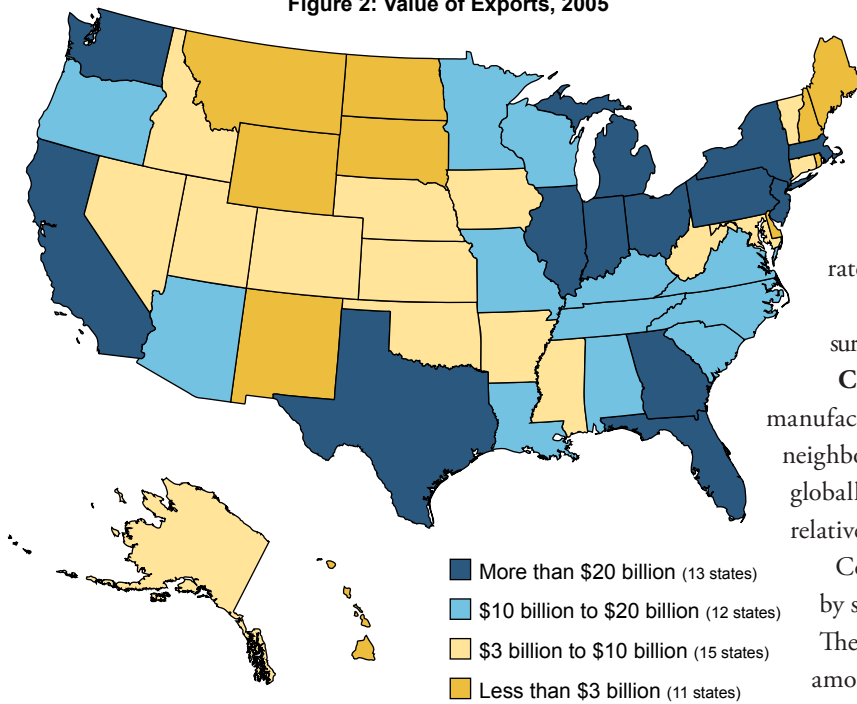 Figure 2: Value of Exports, 2005
rat
sur
C
manufac
neighbo
globall
relative
Co
by s
The
amo
More than $20 billion (13 states)
$10 billion to $20 billion (12 states)
$3 billion to $10 billion (15 states)
Less than $3 billion (11 states)